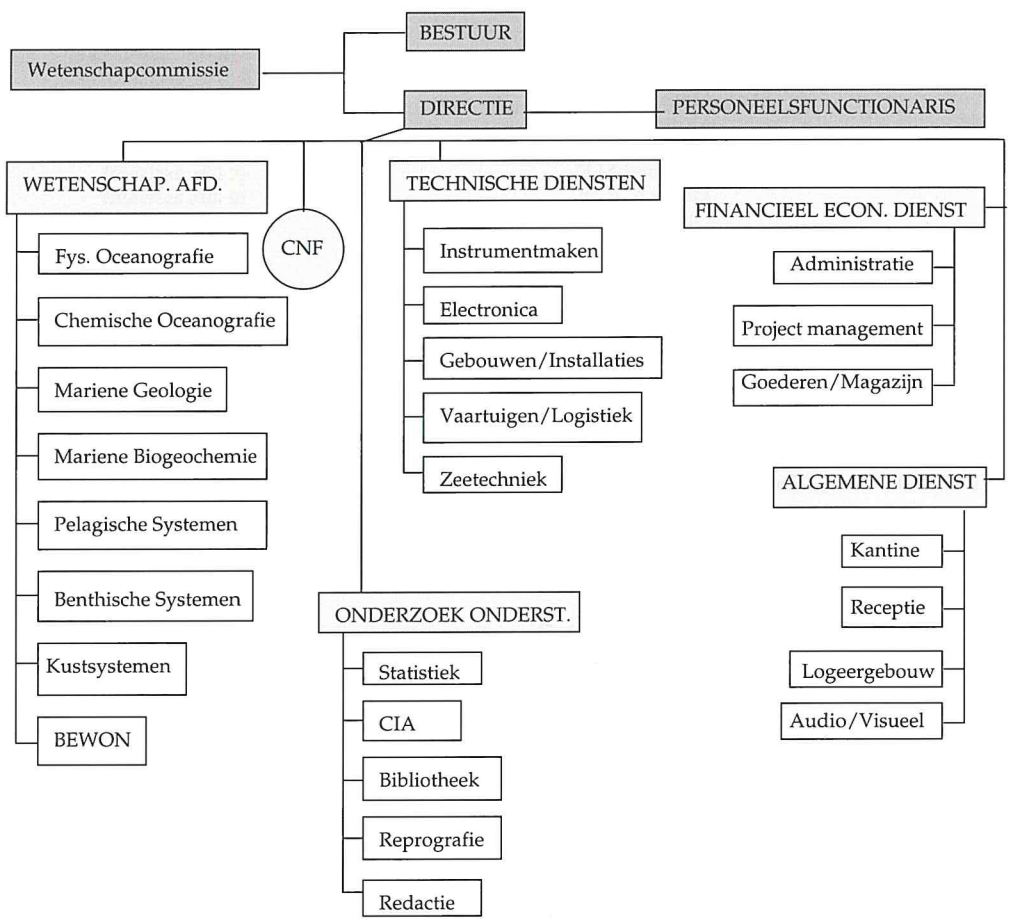 BESTUUR
Wetenschapcommissie
DIRECTIE
PERSONEELSFUNCTIONARIS
WETENSCHAP. AFD.
Fys. Oceanografie
Chemische Oceanografie
Mariene Geologie
Mariene Biogeochemie
Pelagische Systemen
Benthische Systemen
Kustsystemen
BEWON
CNF
TECHNISCHE DIENSTEN
Instrumentmaken
Electronica
Gebouwen/Installaties
Vaartuigen/Logistiek
Zeetechniek
ONDERZOEK ONDERST.
Statistiek
CIA
Bibliotheek
Reprografie
Redactie
FINANCIEEL ECON. DIENST
Administratie
Project management
Goederen/Magazijn
ALGEMENE DIENST
Kantine
Receptie
Logeergebouw
Audio/Visueel